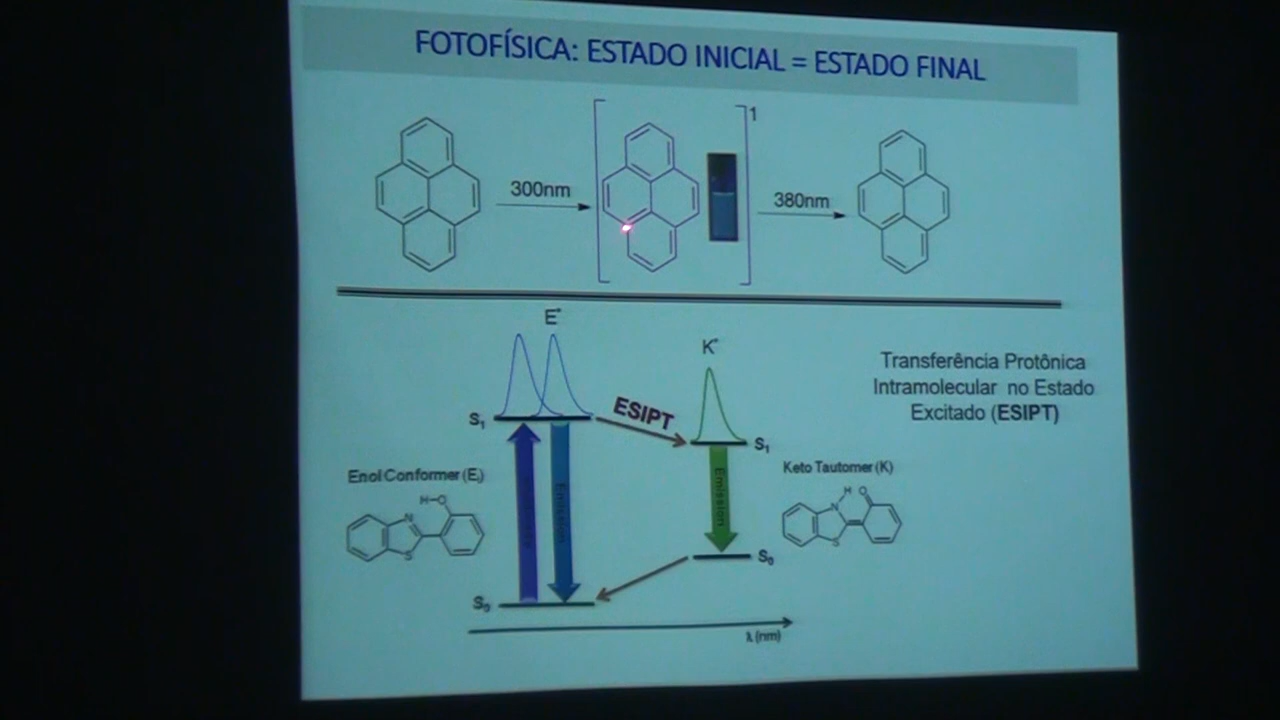 FOTOFÍSICA: ESTADO INICIAL = ESTADO FINAL
1
300nm
380nm
E*
K*
Transferência Protônica
Intramolecular no Estado
Excitado (ESIPT)
ESIPT
S₁
S₁
Enol Conformer (E)
Keto Tautomer (K)
H-O
N
S
H
O
N
S
Emission
Emission
S₀
S₀
λ (nm)